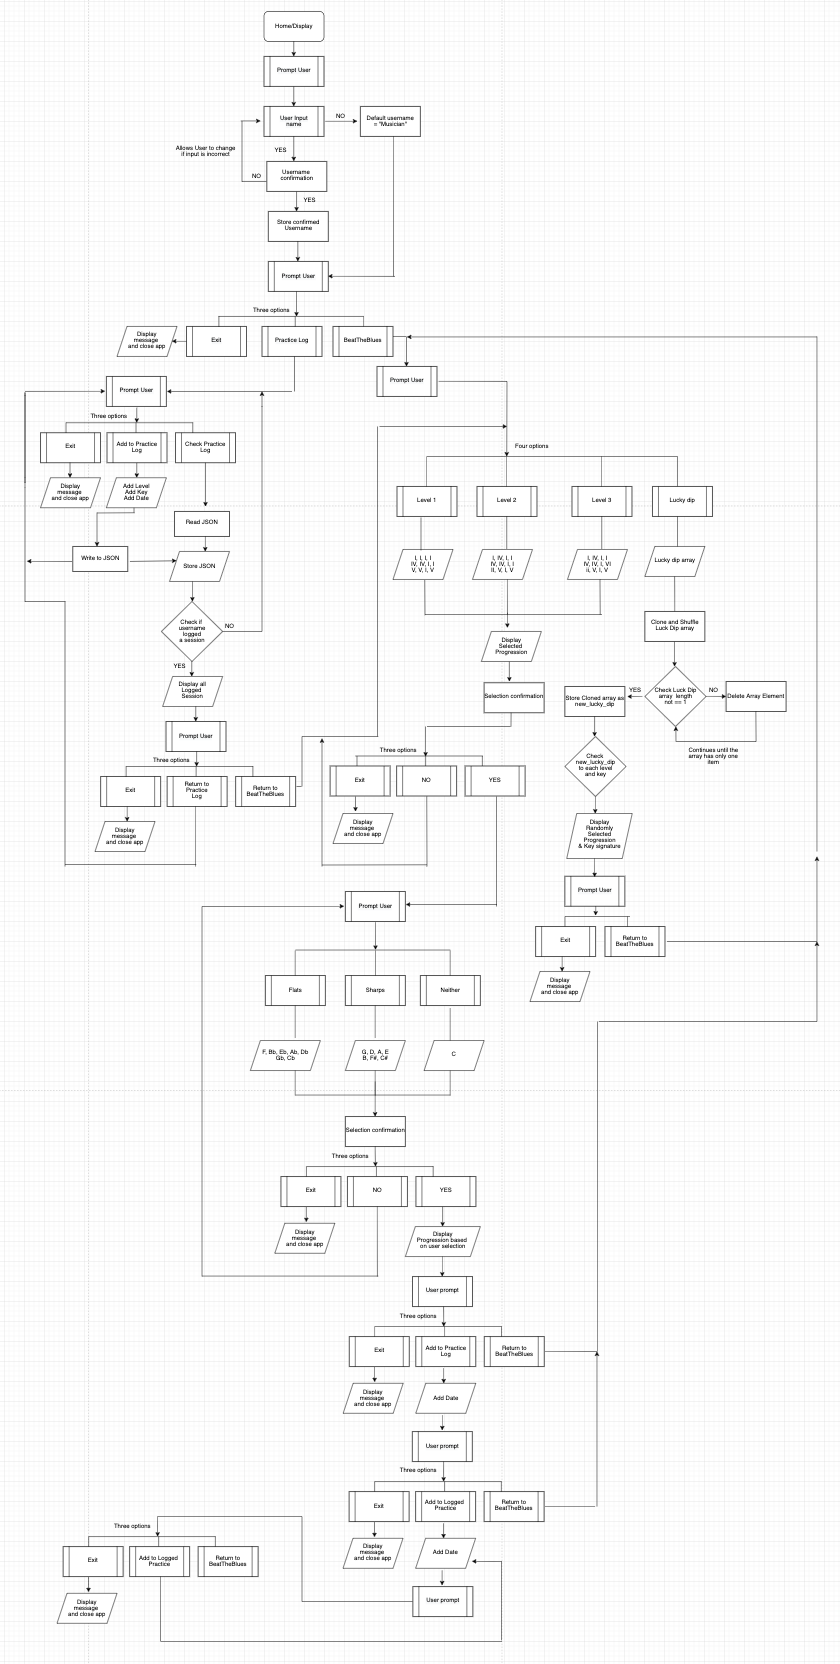 Home/Display
Prompt User
User Input
name
NO
Default username
= "Musician"
Allows User to change
if input is incorrect
YES
NO
Username
confirmation
YES
Store confirmed
Username
Prompt User
Three options
Display
message
and close app
Exit
Practice Log
BeatTheBlues
Prompt User
Prompt User
Three options
Exit
Add to Practice
Log
Check Practice
Log
Four options
Display
message
and close app
Add Level
Add Key
Add Date
Level 1
Level 2
Level 3
Lucky dip
Read JSON
Write to JSON
Store JSON
I, I, I, I
IV, IV, I, I
V, V, I, V
I, IV, I, I
IV, IV, I, I
II, V, I, V
I, IV, I, I
IV, IV, I, VI
ii, V, I, V
Lucky dip array
Check if
username
logged
a session
NO
YES
Display
Selected
Progression
Clone and Shuffle
Luck Dip array
Display all
Logged
Session
Selection confirmation
Store Cloned array as
new_lucky_dip
YES
Check Luck Dip
array length
not == 1
NO
Delete Array Element
Prompt User
Three options
Three options
Continues until the
array has only one
item
Check
new_lucky_dip
to each level
and key
Exit
Return to
Practice
Log
Return to
BeatTheBlues
Exit
NO
YES
Display
message
and close app
Display
message
and close app
Display
Randomly
Selected
Progression
& Key signature
Prompt User
Prompt User
Exit
Return to
BeatTheBlues
Display
message
and close app
Flats
Sharps
Neither
F, Bb, Eb, Ab, Db
Gb, Cb
G, D, A, E
B, F#, C#
C
Selection confirmation
Three options
Exit
NO
YES
Display
message
and close app
Display
Progression based
on user selection
User prompt
Three options
Exit
Add to Practice
Log
Return to
BeatTheBlues
Display
message
and close app
Add Date
User prompt
Three options
Exit
Add to Logged
Practice
Return to
BeatTheBlues
Three options
Display
message
and close app
Add Date
Exit
Add to Logged
Practice
Return to
BeatTheBlues
Display
message
and close app
User prompt